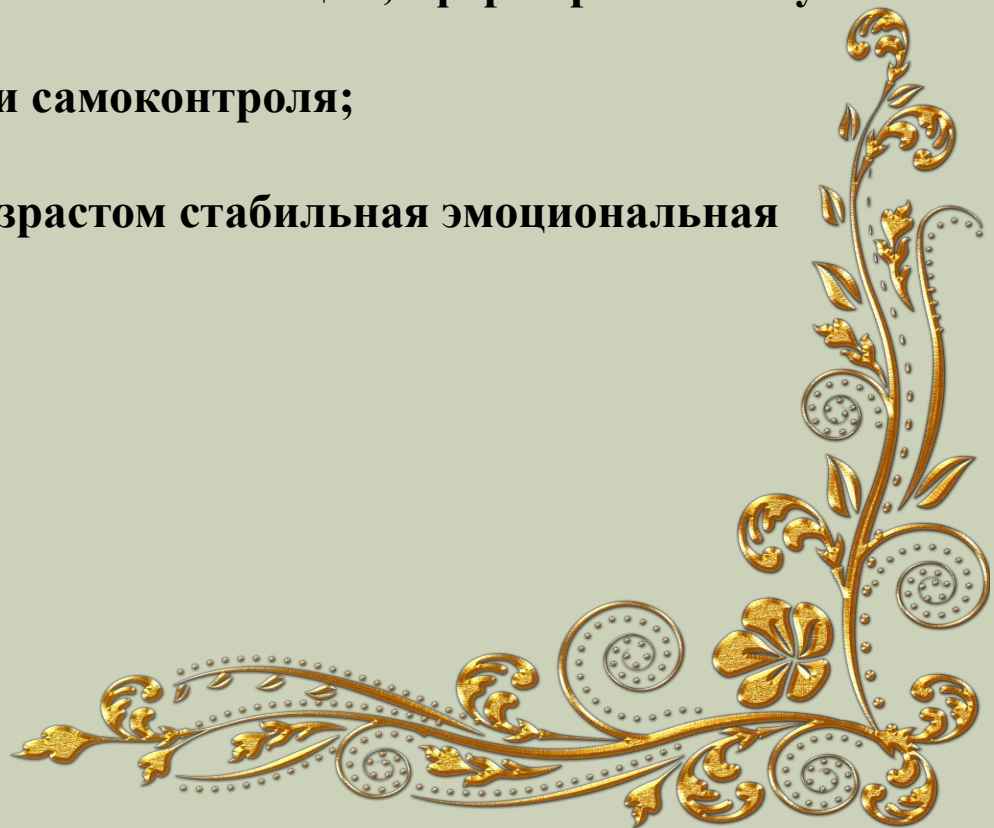 и самоконтроля;
зрастом стабильная эмоциональная